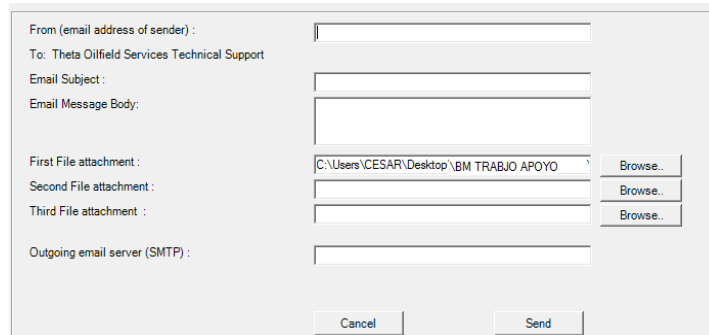 From (email address of sender) :
To: Theta Oilfield Services Technical Support
Email Subject :
Email Message Body:
First File attachment : C:\Users\CESAR\Desktop\BM TRABJO APOYO Browse..
Second File attachment : Browse..
Third File attachment : Browse..
Outgoing email server (SMTP) :
Cancel Send